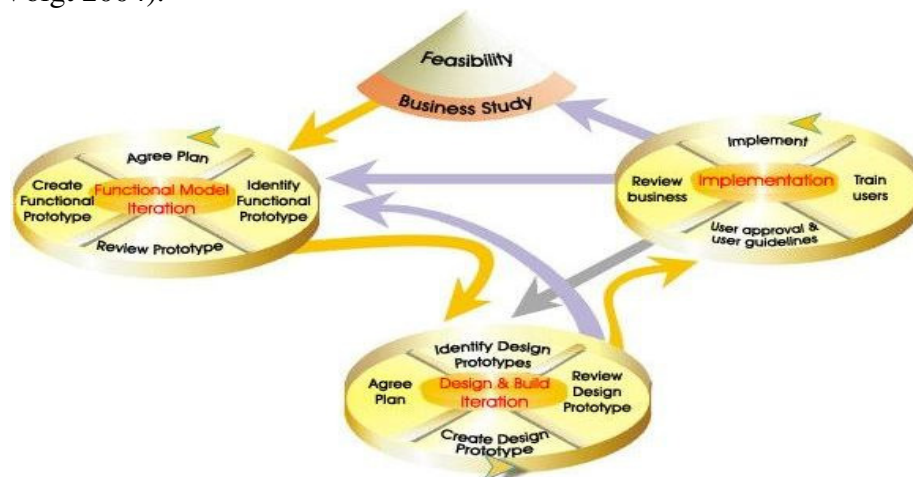 Feasibility
Business Study
Agree Plan
Create
Functional
Prototype
Functional Model
Iteration
Identify
Functional
Prototype
Review Prototype
Implement
Review
business
Implementation
Train
users
User approval &
user guidelines
Identify Design
Prototypes
Agree
Plan
Design & Build
Iteration
Review
Design
Prototype
Create Design
Prototype